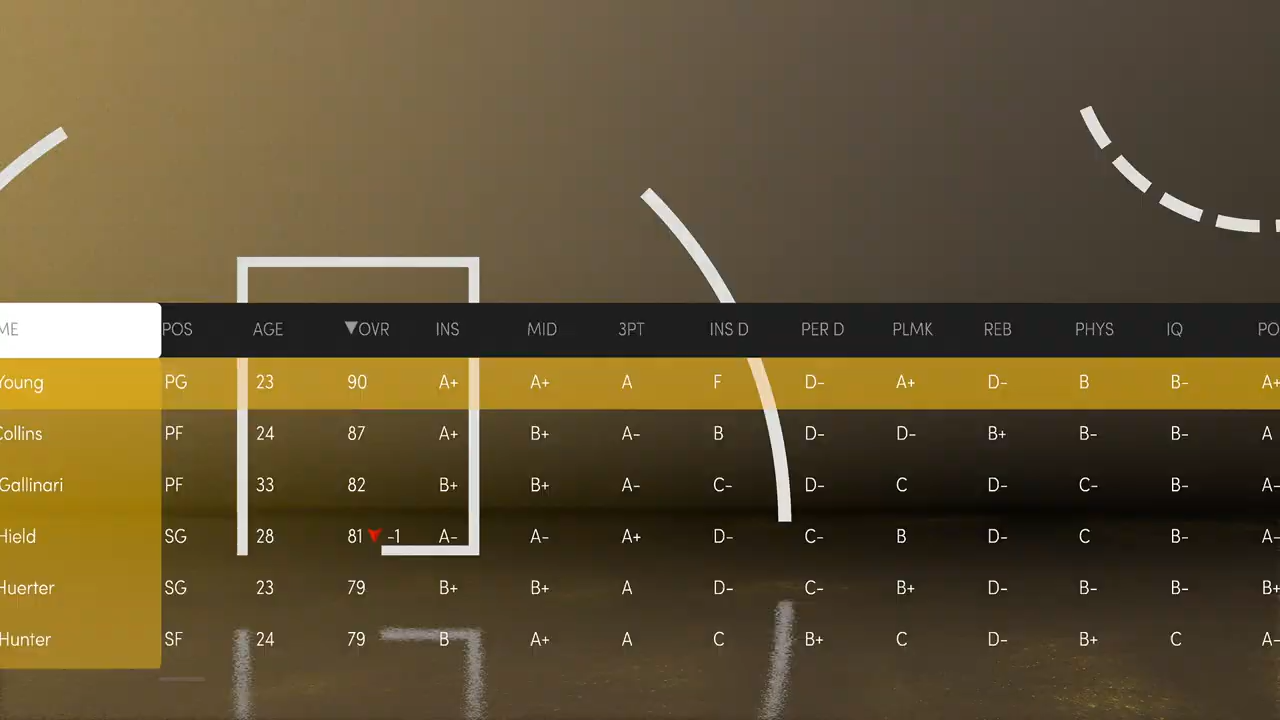 ME POS AGE ▼OVR INS MID 3PT INS D PER D PLMK REB PHYS IQ PO
Young PG 23 90 A+ A+ A F D- A+ D- B B- A+
Collins PF 24 87 A+ B+ A- B D- D- B+ B- B- A
Gallinari PF 33 82 B+ B+ A- C- D- C D- C- B- A-
Hield SG 28 81 -1 A- A- A+ D- C- B D- C B- A-
Huerter SG 23 79 B+ B+ A D- C- B+ D- B- B- B+
Hunter SF 24 79 B A+ A C B+ C D- B+ C A-